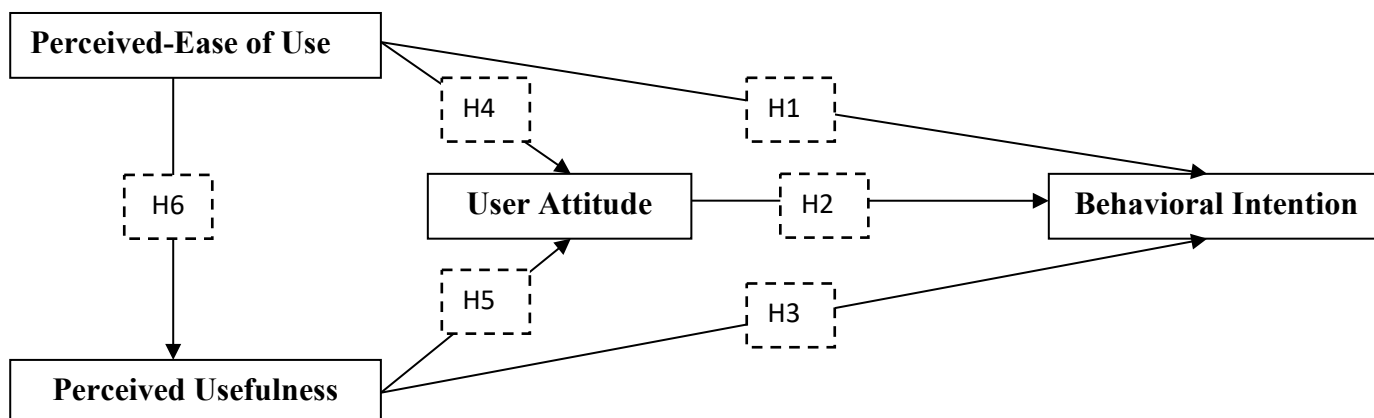 Perceived-Ease of Use
H4
H1
H6
User Attitude
H2
Behavioral Intention
H5
H3
Perceived Usefulness